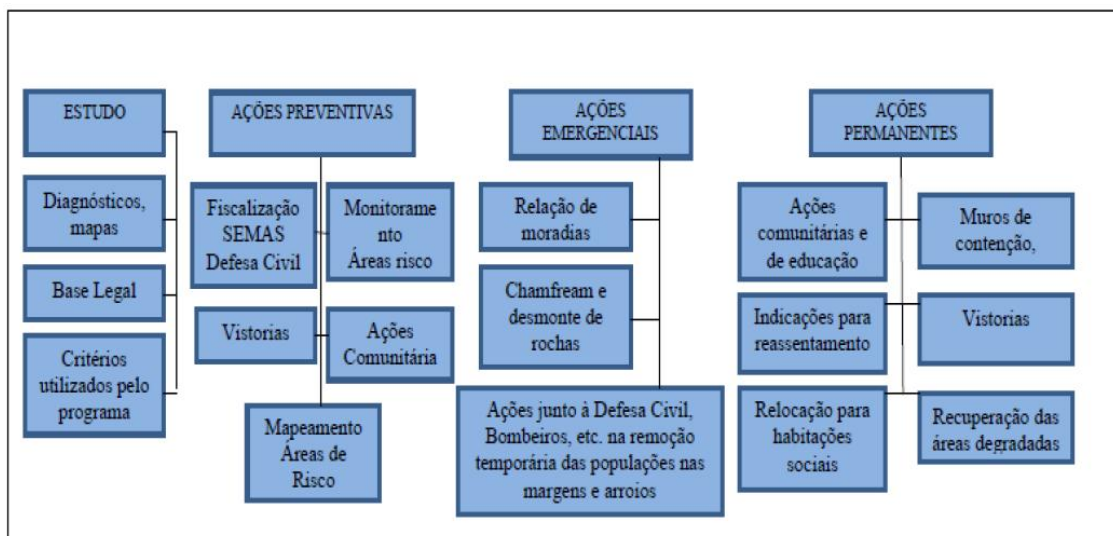 ESTUDO
Diagnósticos,
mapas
Base Legal
Critérios
utilizados pelo
programa
AÇÕES PREVENTIVAS
Fiscalização
SEMAS
Defesa Civil
Monitorame
nto
Áreas risco
Vistorias
Ações
Comunitária
Mapeamento
Áreas de
Risco
AÇÕES
EMERGENCIAIS
Relação de
moradias
Chamfream e
desmonte de
rochas
Ações junto à Defesa Civil,
Bombeiros, etc. na remoção
temporária das populações nas
margens e arroios
AÇÕES
PERMANENTES
Ações
comunitárias e
de educação
Muros de
contenção,
Indicações para
reassentamento
Vistorias
Relocação para
habitações
sociais
Recuperação das
áreas degradadas